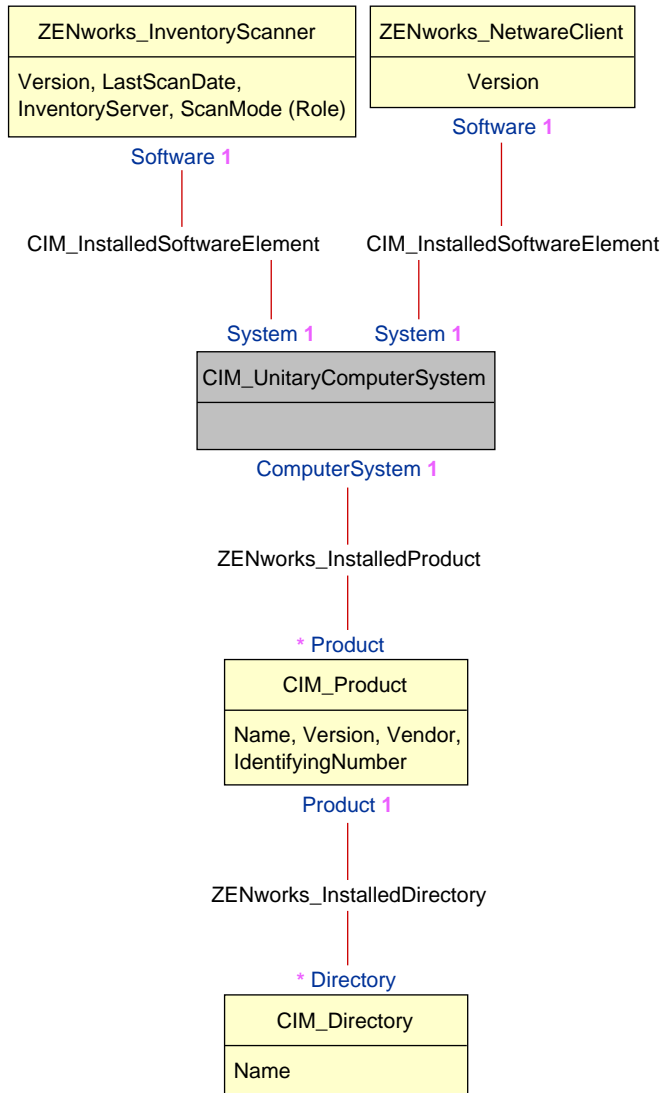 ZENworks_InventoryScanner
ZENworks_NetwareClient
Version, LastScanDate,
InventoryServer, ScanMode (Role)
Version
Software 1
Software 1
CIM_InstalledSoftwareElement
CIM_InstalledSoftwareElement
System 1
System 1
CIM_UnitaryComputerSystem
ComputerSystem 1
ZENworks_InstalledProduct
* Product
CIM_Product
Name, Version, Vendor,
IdentifyingNumber
Product 1
ZENworks_InstalledDirectory
* Directory
CIM_Directory
Name